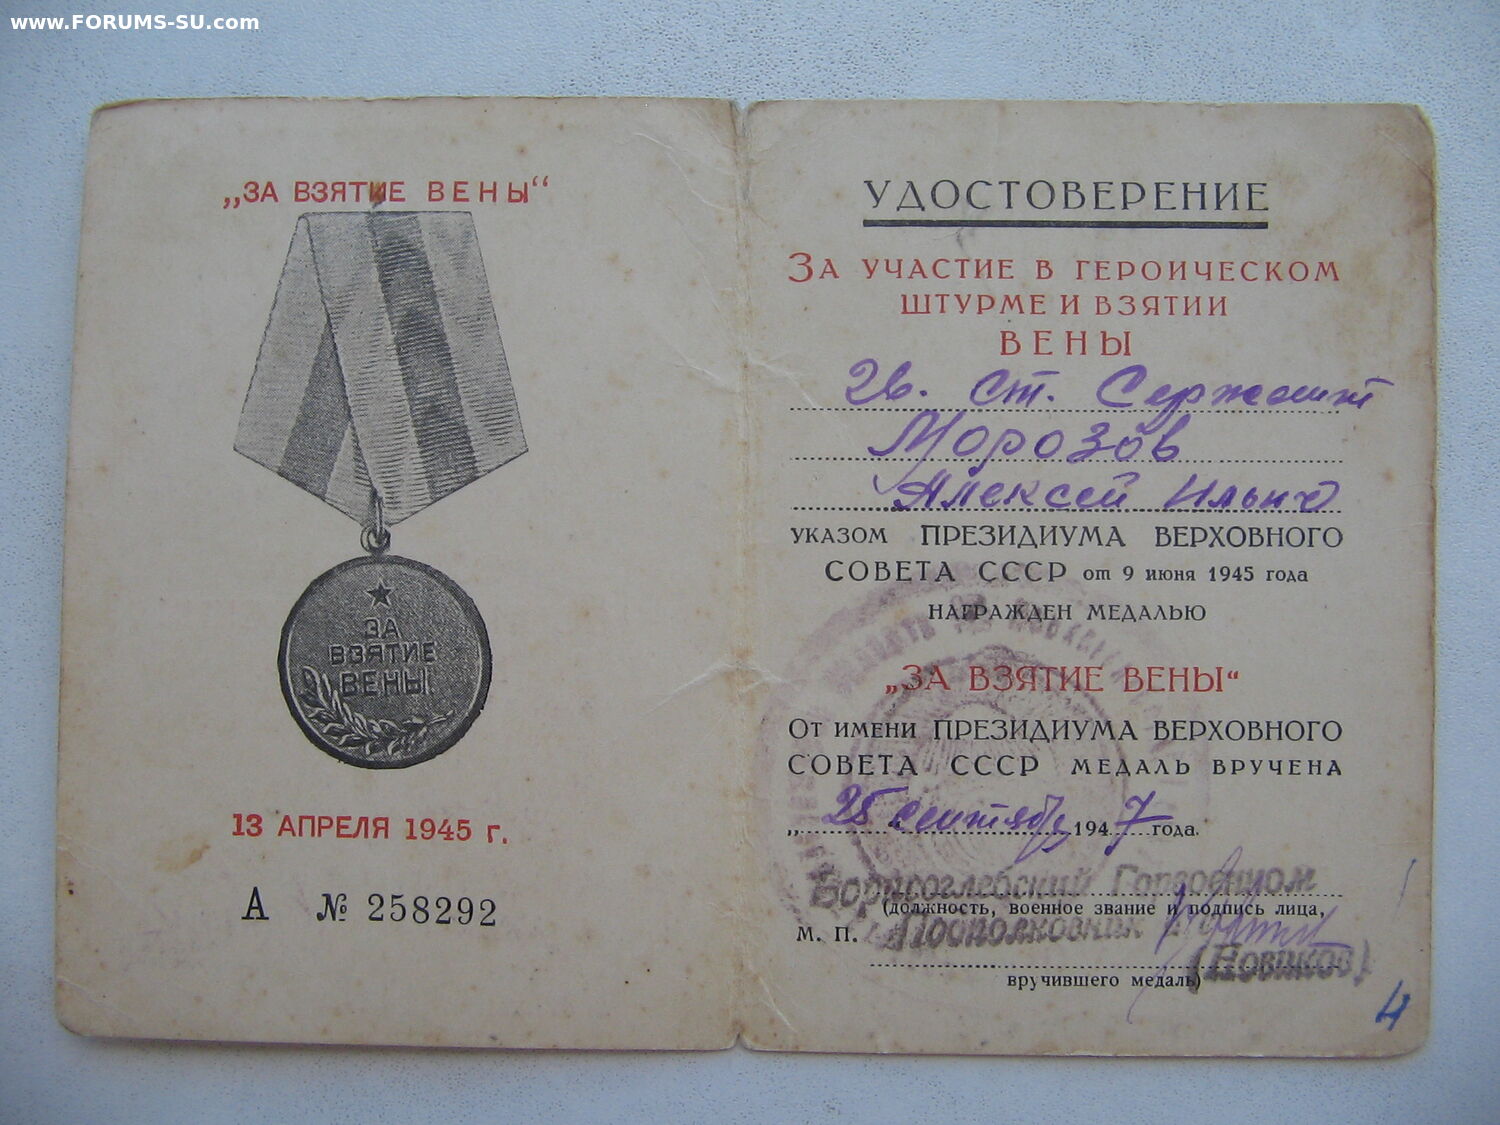 www.FORUMS-SU.com
„ЗА ВЗЯТИЕ ВЕНЫ“
ЗА
ВЗЯТИЕ
ВЕНЫ
13 АПРЕЛЯ 1945 г.
А № 258292
УДОСТОВЕРЕНИЕ
ЗА УЧАСТИЕ В ГЕРОИЧЕСКОМ
ШТУРМЕ И ВЗЯТИИ
ВЕНЫ
гв. ст. Сержант
Морозов
Алексей Ильич
УКАЗОМ ПРЕЗИДИУМА ВЕРХОВНОГО
СОВЕТА СССР от 9 июня 1945 года
НАГРАЖДЕН МЕДАЛЬЮ
„ЗА ВЗЯТИЕ ВЕНЫ“
ОТ ИМЕНИ ПРЕЗИДИУМА ВЕРХОВНОГО
СОВЕТА СССР МЕДАЛЬ ВРУЧЕНА
„ 25 сентября 1947 года.
Борисоглебский Горвоенком
(должность, военное звание и подпись лица,
М. П. Подполковник
(Новиков)
вручившего медаль)
4